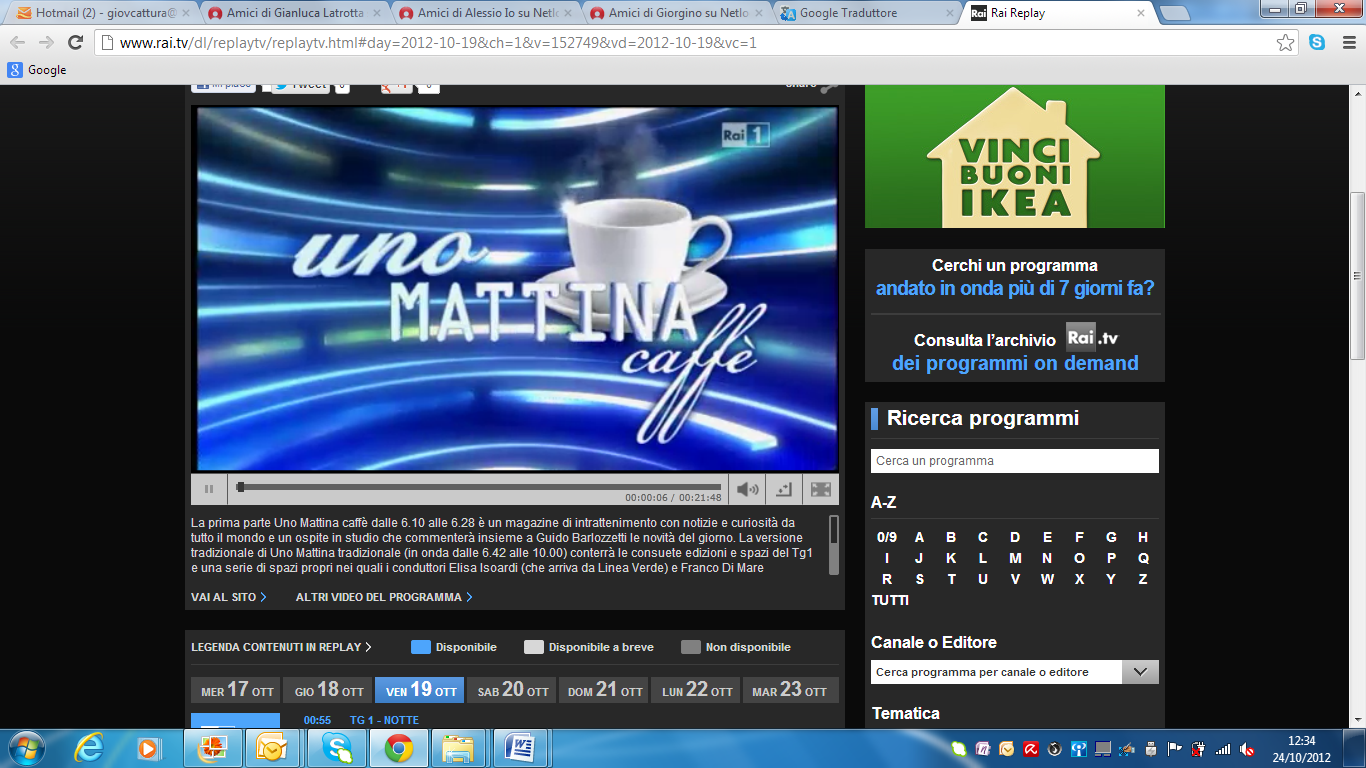 Hotmail (2) - giovcattura@
Amici di Gianluca Latrotta
Amici di Alessio Io su Netlo
Amici di Giorgino su Netlo
Google Traduttore
Rai Rai Replay
www.rai.tv/dl/replaytv/replaytv.html#day=2012-10-19&ch=1&v=152749&vd=2012-10-19&vc=1
8 Google
Tweet
Share
Rai 1
uno
MATTINA
caffè
00:00:06 / 00:21:48
La prima parte Uno Mattina caffè dalle 6.10 alle 6.28 è un magazine di intrattenimento con notizie e curiosità da
tutto il mondo e un ospite in studio che commenterà insieme a Guido Barlozzetti le novità del giorno. La versione
tradizionale di Uno Mattina tradizionale (in onda dalle 6.42 alle 10.00) conterrà le consuete edizioni e spazi del Tg1
e una serie di spazi propri nei quali i conduttori Elisa Isoardi (che arriva da Linea Verde) e Franco Di Mare
VAI AL SITO > ALTRI VIDEO DEL PROGRAMMA >
LEGENDA CONTENUTI IN REPLAY > Disponibile Disponibile a breve Non disponibile
MER 17 OTT GIO 18 OTT VEN 19 OTT SAB 20 OTT DOM 21 OTT LUN 22 OTT MAR 23 OTT
00:55 TG 1 - NOTTE
VINCI
BUONI
IKEA
Cerchi un programma
andato in onda più di 7 giorni fa?
Consulta l'archivio Rai.tv
dei programmi on demand
Ricerca programmi
Cerca un programma
A-Z
0/9 A B C D E F G H
I J K L M N O P Q
R S T U V W X Y Z
TUTTI
Canale o Editore
Cerca programma per canale o editore
Tematica
12:34
24/10/2012